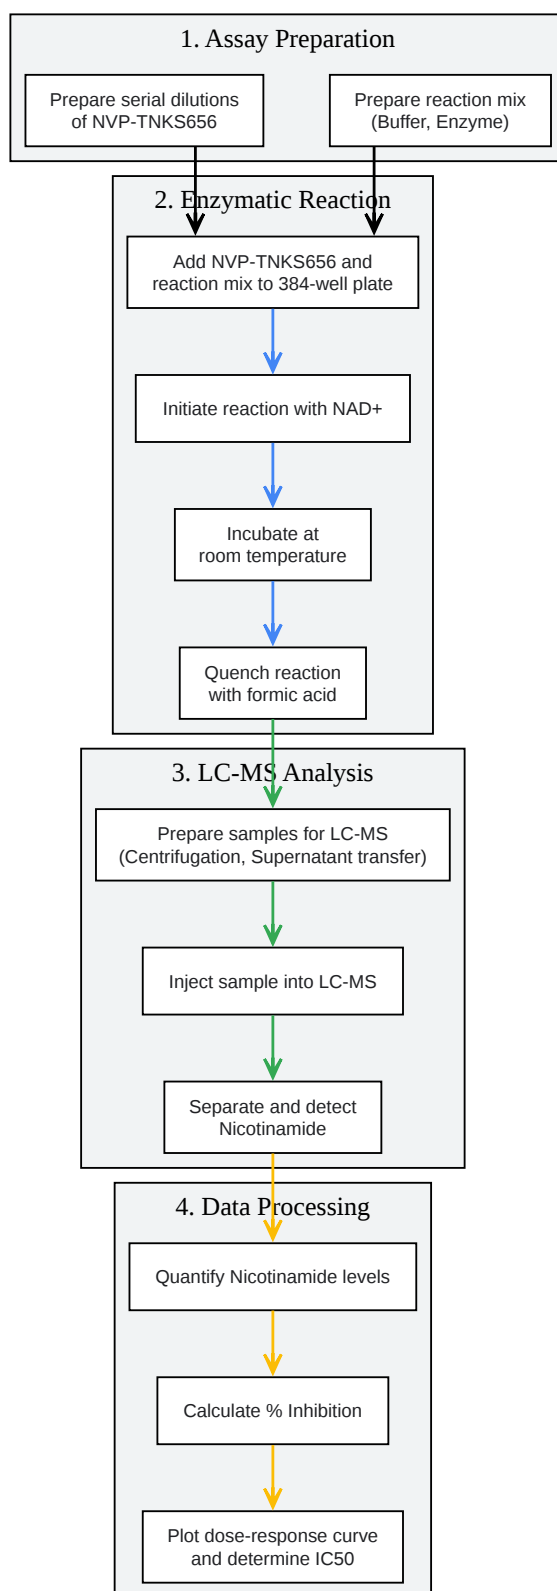 1. Assay Preparation
Prepare serial dilutions
of NVP-TNKS656
Prepare reaction mix
(Buffer, Enzyme)
2. Enzymatic Reaction
Add NVP-TNKS656 and
reaction mix to 384-well plate
Initiate reaction with NAD+
Incubate at
room temperature
Quench reaction
with formic acid
3. LC-MS Analysis
Prepare samples for LC-MS
(Centrifugation, Supernatant transfer)
Inject sample into LC-MS
Separate and detect
Nicotinamide
4. Data Processing
Quantify Nicotinamide levels
Calculate % Inhibition
Plot dose-response curve
and determine IC50